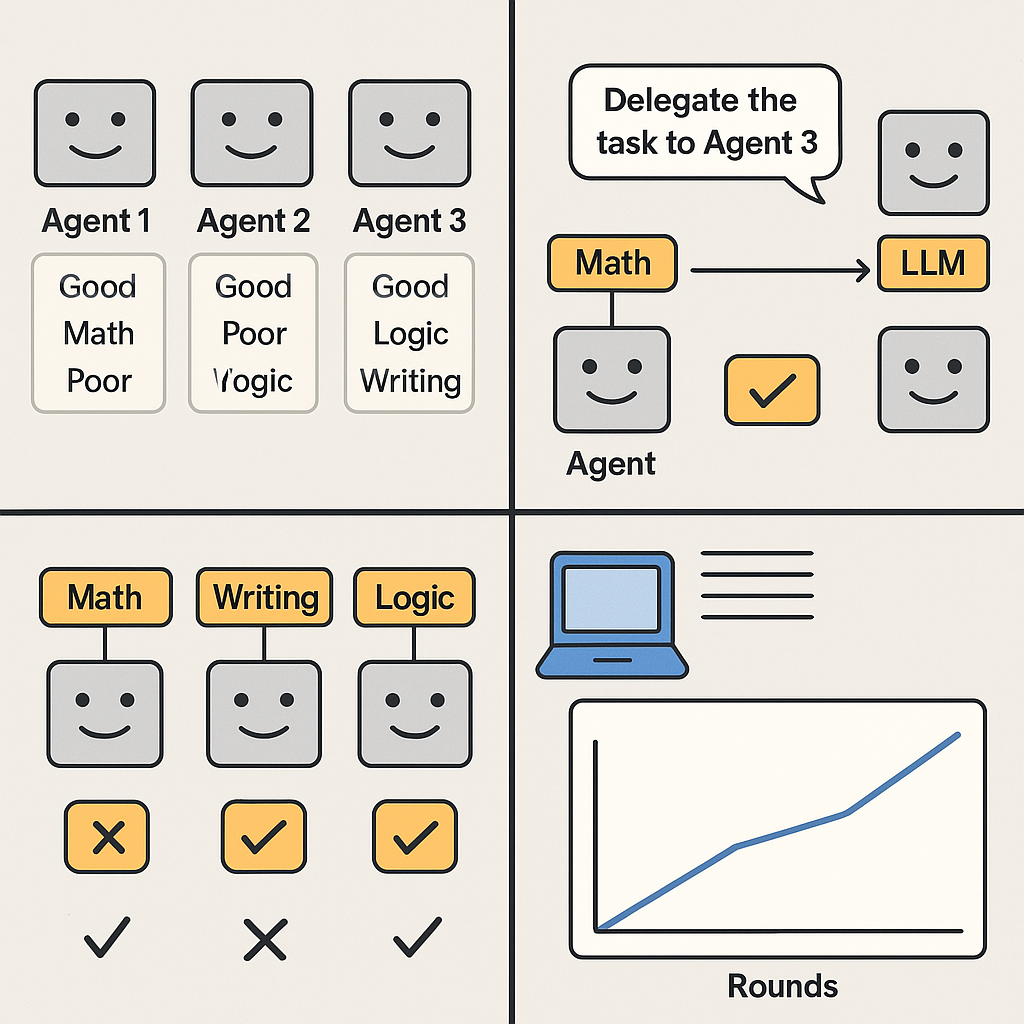 Agent 1
Agent 2
Agent 3
Good
Math
Poor
Good
Poor
Good
Logic
Writing
Delegate the
task to Agent 3
Math
LLM
Agent
Math
Writing
Logic
Rounds